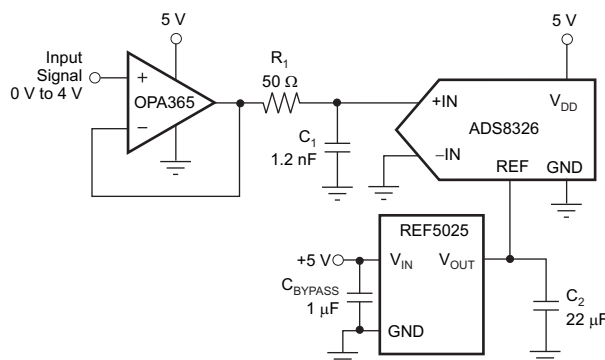 5 V
Input
Signal
0 V to 4 V
+
−
OPA365
R1
50 Ω
C1
1.2 nF
5 V
+IN
VDD
ADS8326
−IN
REF
GND
REF5025
+5 V
VIN
VOUT
CBYPASS
1 µF
GND
C2
22 µF